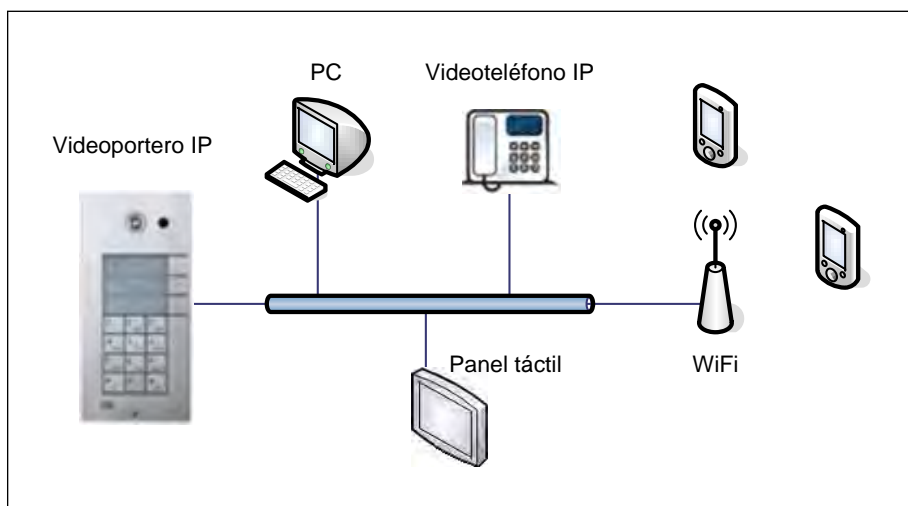 PC
Videoteléfono IP
Videoportero IP
Panel táctil
WiFi